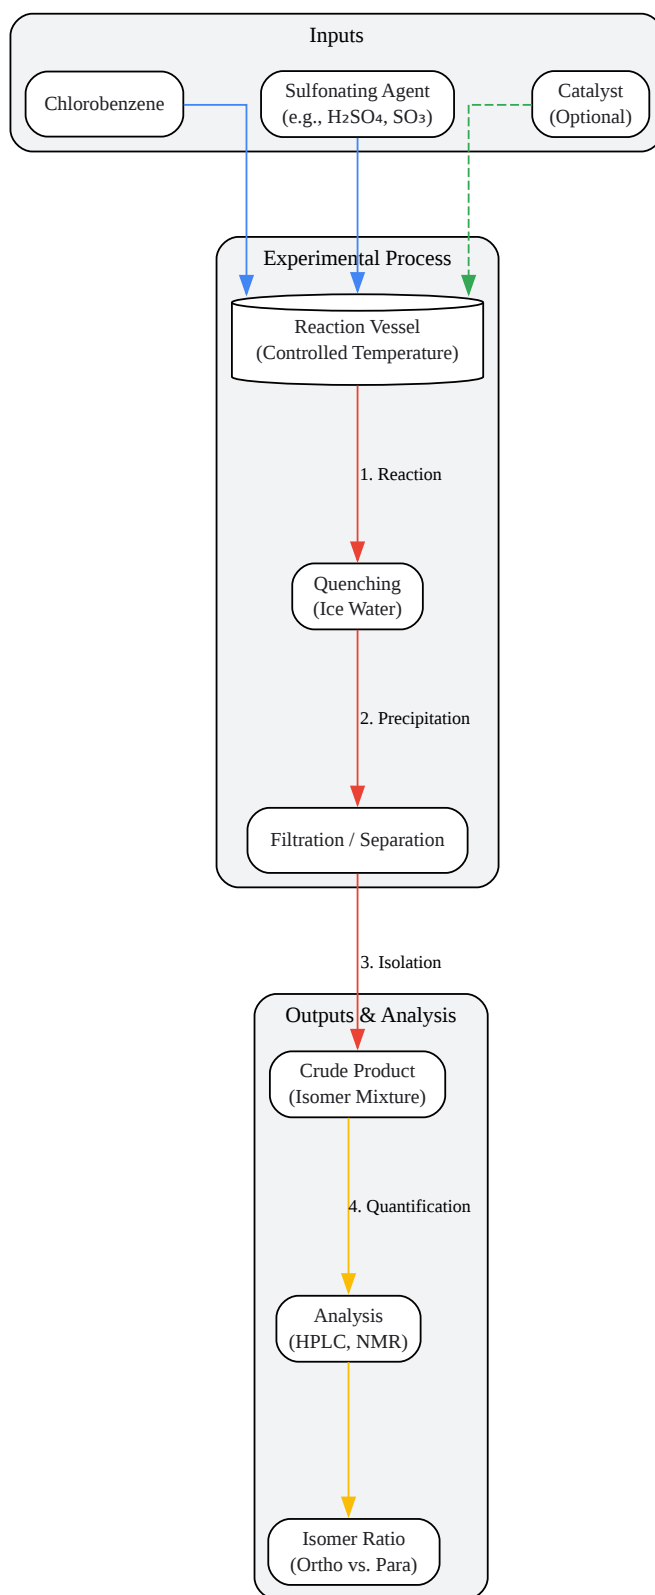 Inputs
Chlorobenzene
Sulfonating Agent
(e.g., H₂SO₄, SO₃)
Catalyst
(Optional)
Experimental Process
Reaction Vessel
(Controlled Temperature)
1. Reaction
Quenching
(Ice Water)
2. Precipitation
Filtration / Separation
3. Isolation
Outputs & Analysis
Crude Product
(Isomer Mixture)
4. Quantification
Analysis
(HPLC, NMR)
Isomer Ratio
(Ortho vs. Para)